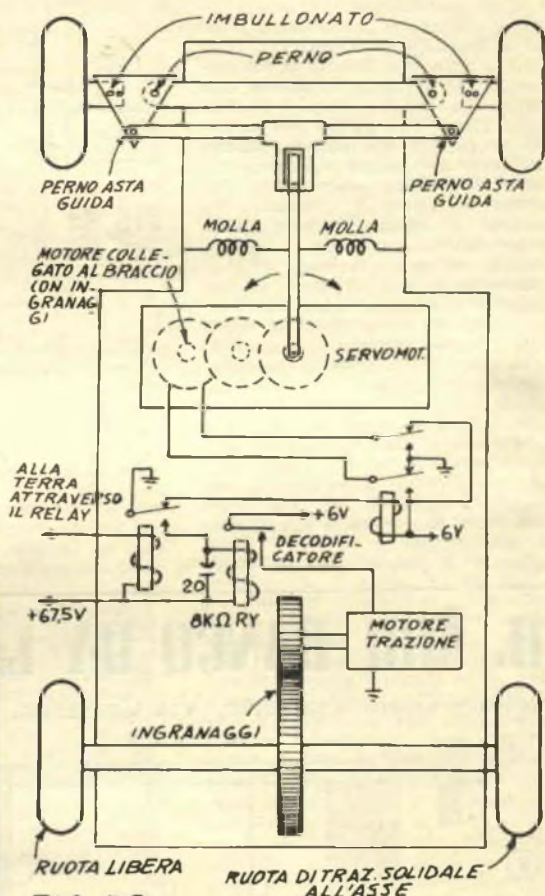 IMBULLONATO
PERNO
PERNO ASTA
GUIDA
PERNO ASTA
GUIDA
MOLLA
MOLLA
MOTORE COLLE-
GATO AL BRACCIO
CON IN-
GRANAG-
GI
SERVOMOT.
ALLA
TERRA
ATTRAVERSO
IL RELAY
+6V
DECODIFI-
CATORE
6V
20
+67,5V
8KΩ RY
MOTORE
TRAZIONE
INGRANAGGI
RUOTA LIBERA
RUOTA DI TRAZ. SOLIDALE
ALL'ASSE